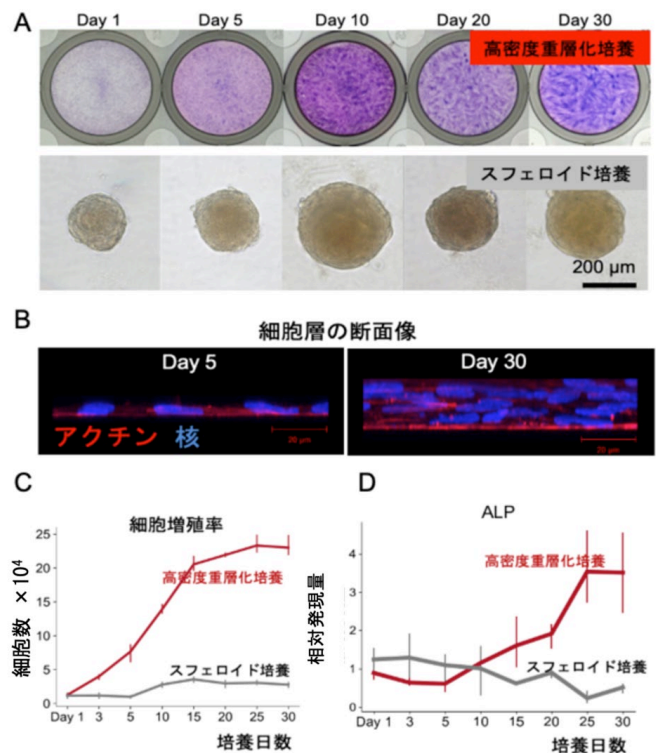 A
Day 1 Day 5 Day 10 Day 20 Day 30
高密度重層化培養
スフェロイド培養
200 μm
B
細胞層の断面像
Day 5 Day 30
アクチン 核
20 μm
20 μm
C
細胞増殖率
細胞数 ×10⁴
25
20
15
10
5
0
高密度重層化培養
スフェロイド培養
Day 1 3 5 10 15 20 25 30
培養日数
D
ALP
相対発現量
4
3
2
1
0
高密度重層化培養
スフェロイド培養
Day 1 3 5 10 15 20 25 30
培養日数